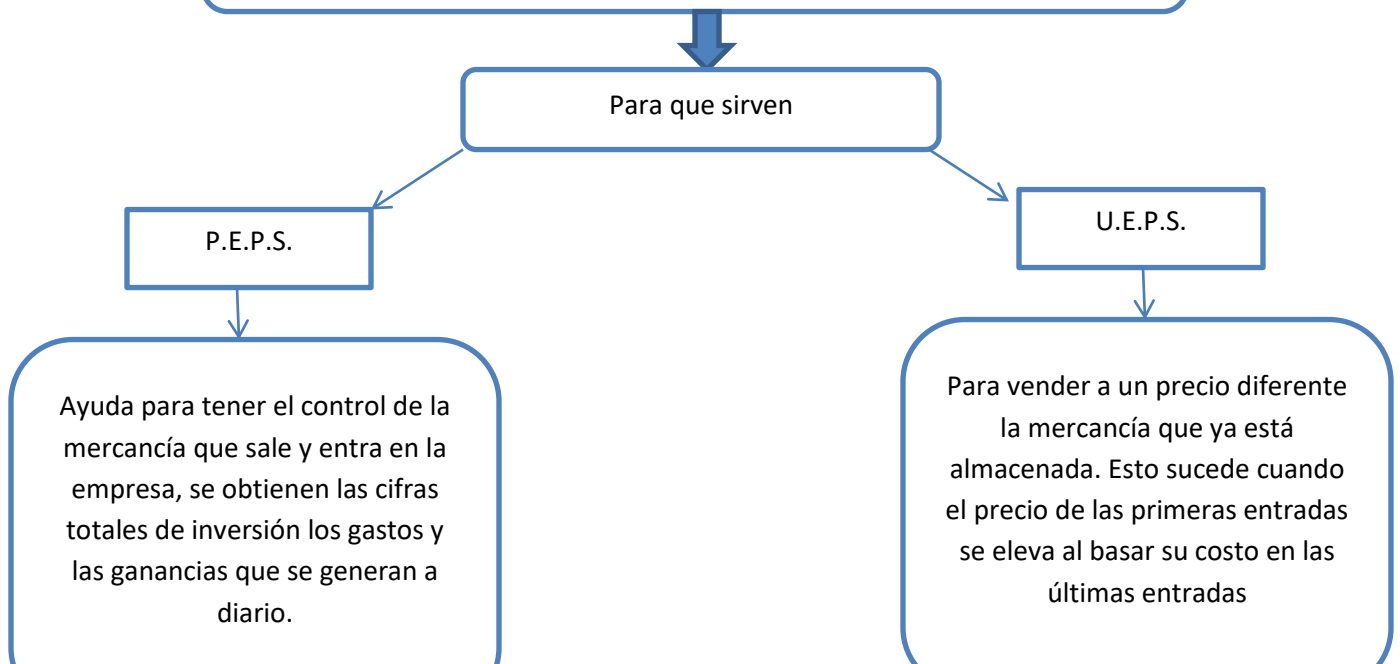 Para que sirven
P.E.P.S.
U.E.P.S.
Ayuda para tener el control de la
mercancía que sale y entra en la
empresa, se obtienen las cifras
totales de inversión los gastos y
las ganancias que se generan a
diario.
Para vender a un precio diferente
la mercancía que ya está
almacenada. Esto sucede cuando
el precio de las primeras entradas
se eleva al basar su costo en las
últimas entradas